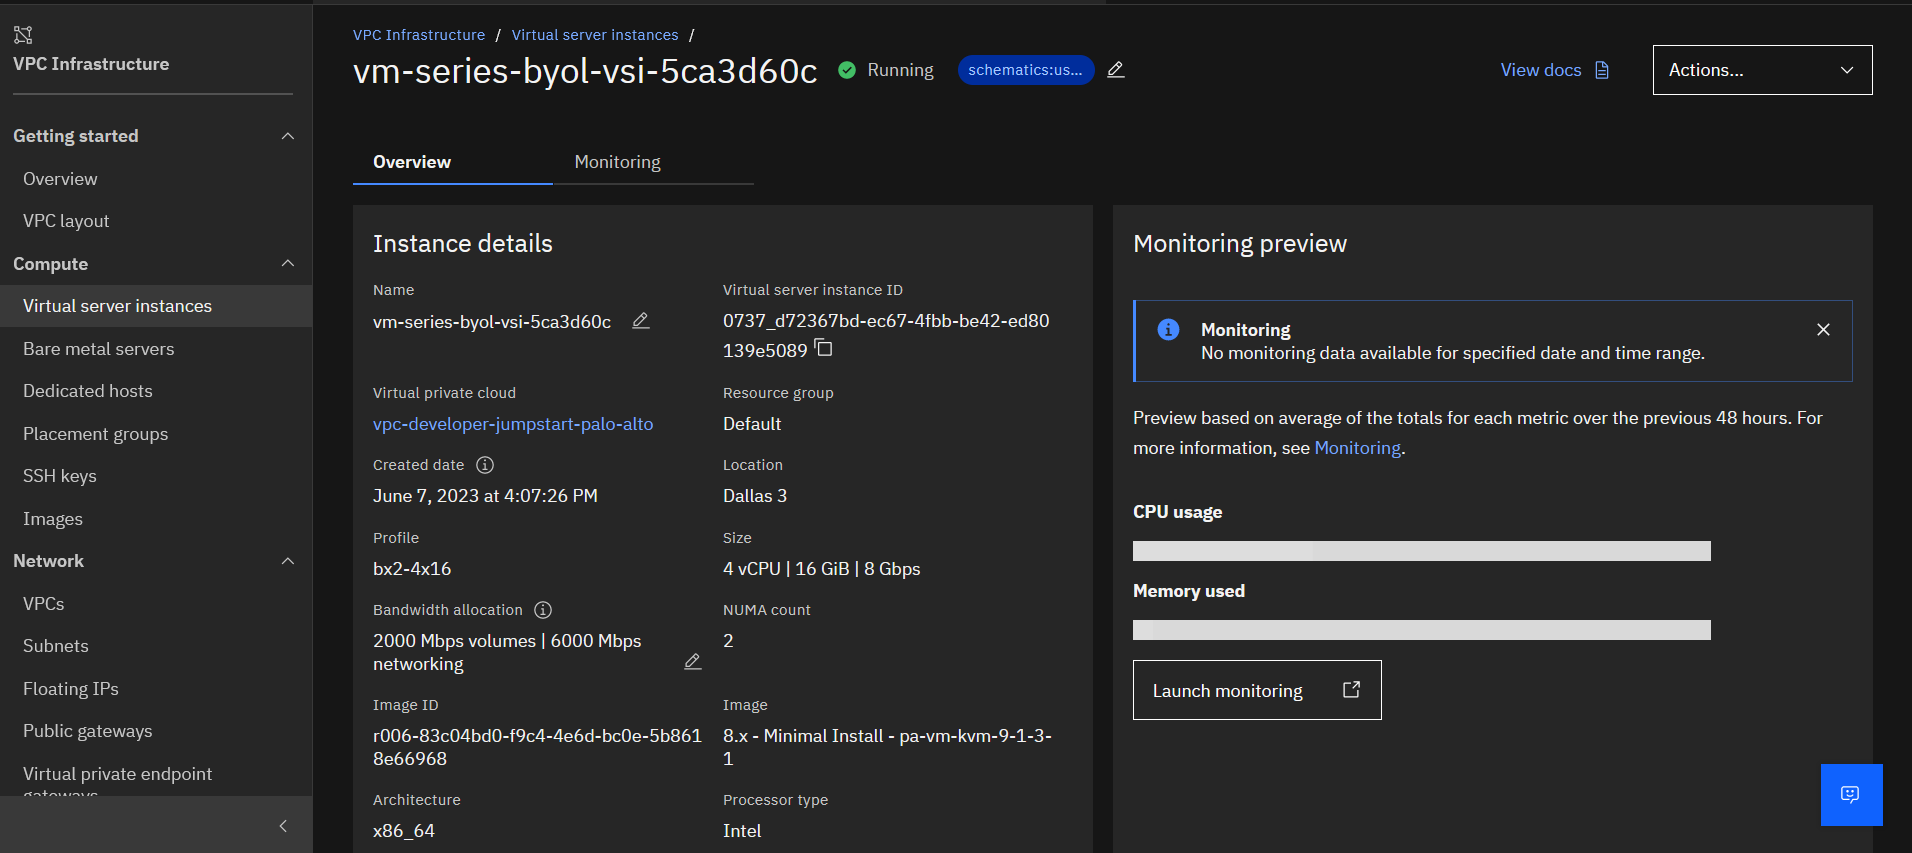 VPC Infrastructure
Getting started
Overview
VPC layout
Compute
Virtual server instances
Bare metal servers
Dedicated hosts
Placement groups
SSH keys
Images
Network
VPCs
Subnets
Floating IPs
Public gateways
Virtual private endpoint
gateways
VPC Infrastructure / Virtual server instances /
vm-series-byol-vsi-5ca3d60c Running schematics:us...
View docs
Actions...
Overview Monitoring
Instance details
Name
vm-series-byol-vsi-5ca3d60c
Virtual server instance ID
0737_d72367bd-ec67-4fbb-be42-ed80
139e5089
Virtual private cloud
vpc-developer-jumpstart-palo-alto
Resource group
Default
Created date
June 7, 2023 at 4:07:26 PM
Location
Dallas 3
Profile
bx2-4x16
Size
4 vCPU | 16 GiB | 8 Gbps
Bandwidth allocation
2000 Mbps volumes | 6000 Mbps
networking
NUMA count
2
Image ID
r006-83c04bd0-f9c4-4e6d-bc0e-5b861
8e66968
Image
8.x - Minimal Install - pa-vm-kvm-9-1-3-
1
Architecture
x86_64
Processor type
Intel
Monitoring preview
Monitoring
No monitoring data available for specified date and time range.
Preview based on average of the totals for each metric over the previous 48 hours. For
more information, see Monitoring.
CPU usage
Memory used
Launch monitoring